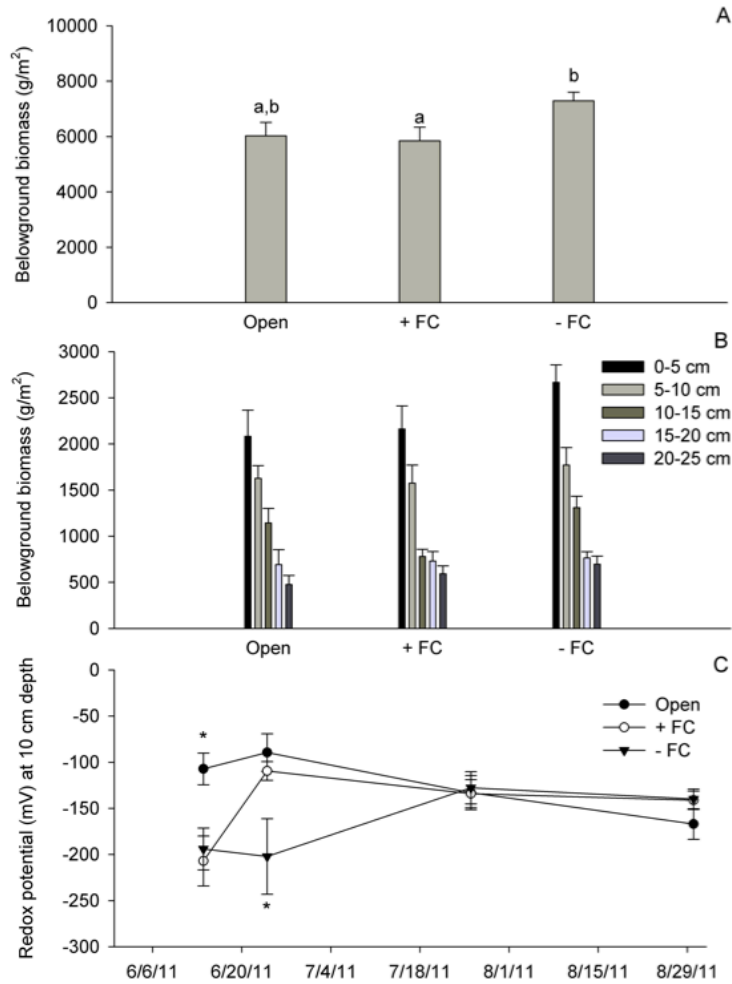 A
Belowground biomass (g/m²)
10000
8000
6000
4000
2000
0
a,b
a
b
Open
+ FC
- FC
B
Belowground biomass (g/m²)
3000
2500
2000
1500
1000
500
0
0-5 cm
5-10 cm
10-15 cm
15-20 cm
20-25 cm
Open
+ FC
- FC
C
Redox potential (mV) at 10 cm depth
0
-50
-100
-150
-200
-250
-300
*
*
Open
+ FC
- FC
6/6/11
6/20/11
7/4/11
7/18/11
8/1/11
8/15/11
8/29/11